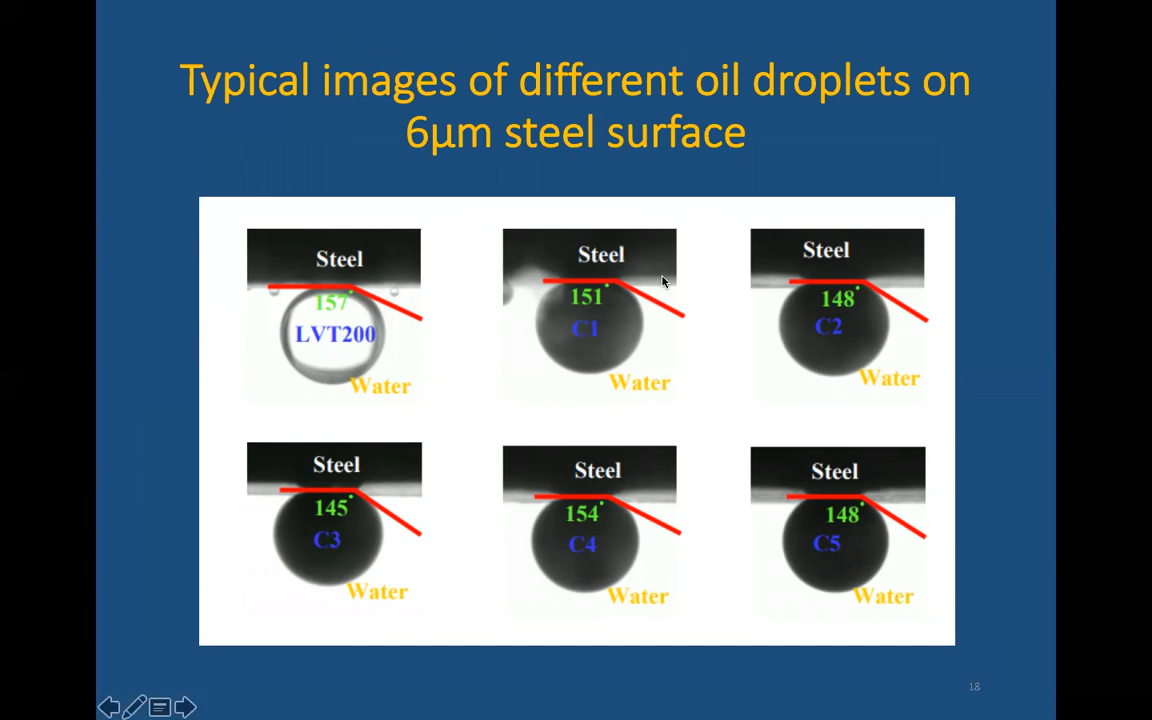 Typical images of different oil droplets on
6µm steel surface
Steel
157°
LVT200
Water
Steel
151°
C1
Water
Steel
148°
C2
Water
Steel
145°
C3
Water
Steel
154°
C4
Water
Steel
148°
C5
Water
18